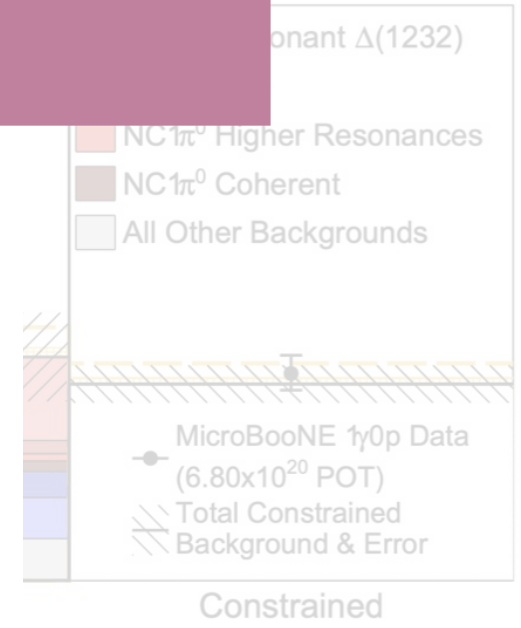 onant Δ(1232)
NC1π⁰ Higher Resonances
NC1π⁰ Coherent
All Other Backgrounds
MicroBooNE 1γ0p Data
(6.80x10²⁰ POT)
Total Constrained
Background & Error
Constrained